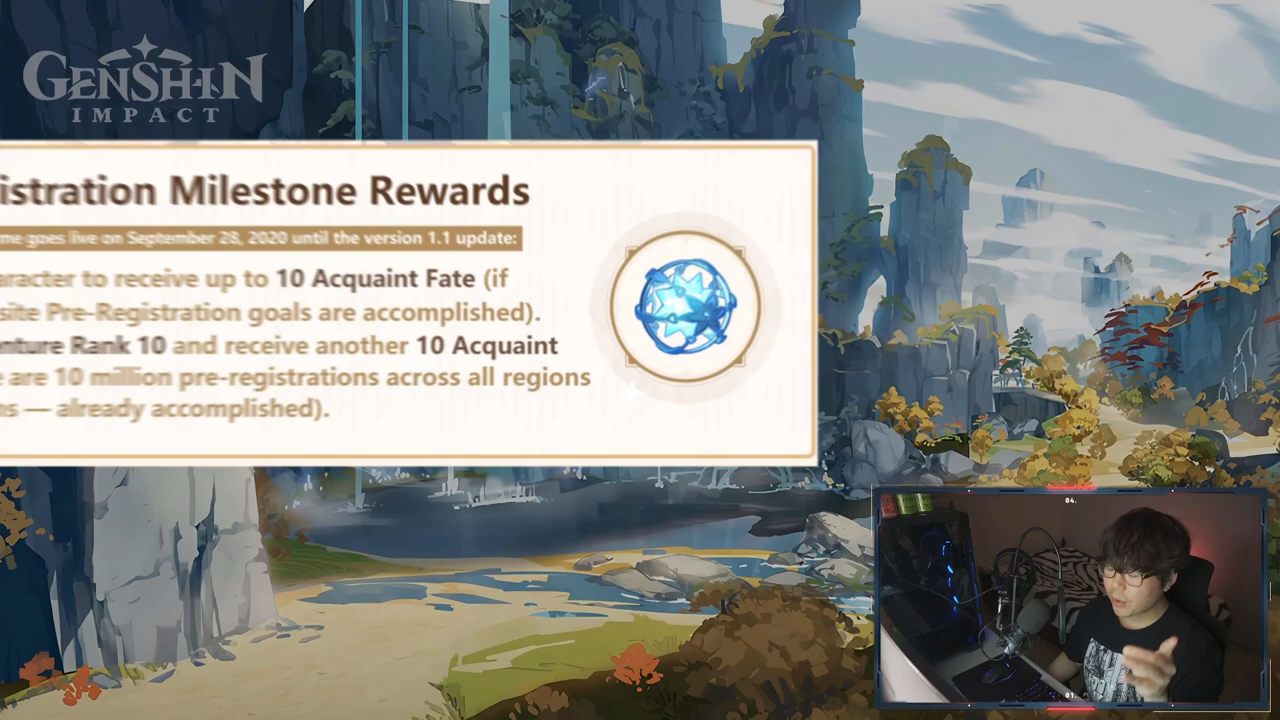 GENSHIN
IMPACT
istration Milestone Rewards
me goes live on September 28, 2020 until the version 1.1 update:
aracter to receive up to 10 Acquaint Fate (if
site Pre-Registration goals are accomplished).
enture Rank 10 and receive another 10 Acquaint
e are 10 million pre-registrations across all regions
ns — already accomplished).
04.
01